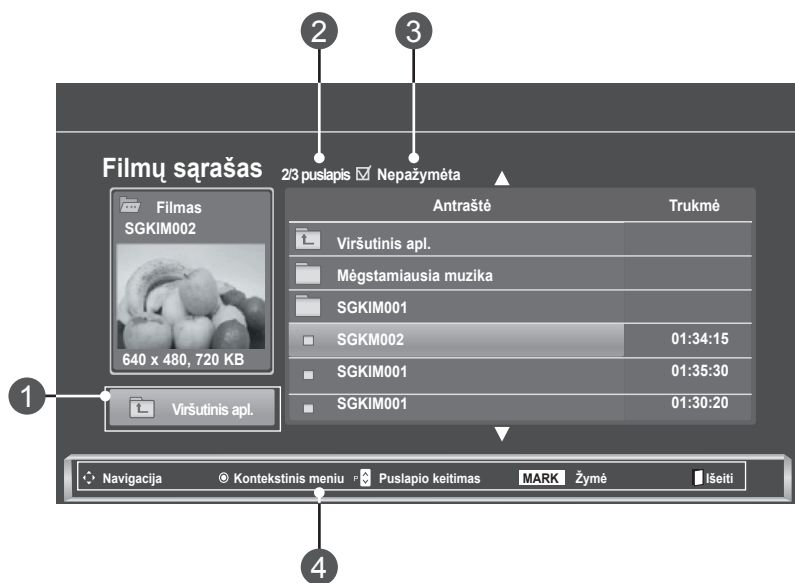 2
3
Filmų sąrašas
2/3 puslapis ☑ Nepažymėta
Filmas
SGKIM002
640 x 480, 720 KB
Antraštė
Trukmė
Viršutinis apl.
Mėgstamiausia muzika
SGKIM001
SGKM002
01:34:15
SGKIM001
01:35:30
SGKIM001
01:30:20
1
Viršutinis apl.
Navigacija
Kontekstinis meniu
P
Puslapio keitimas
MARK
Žymė
Išeiti
4